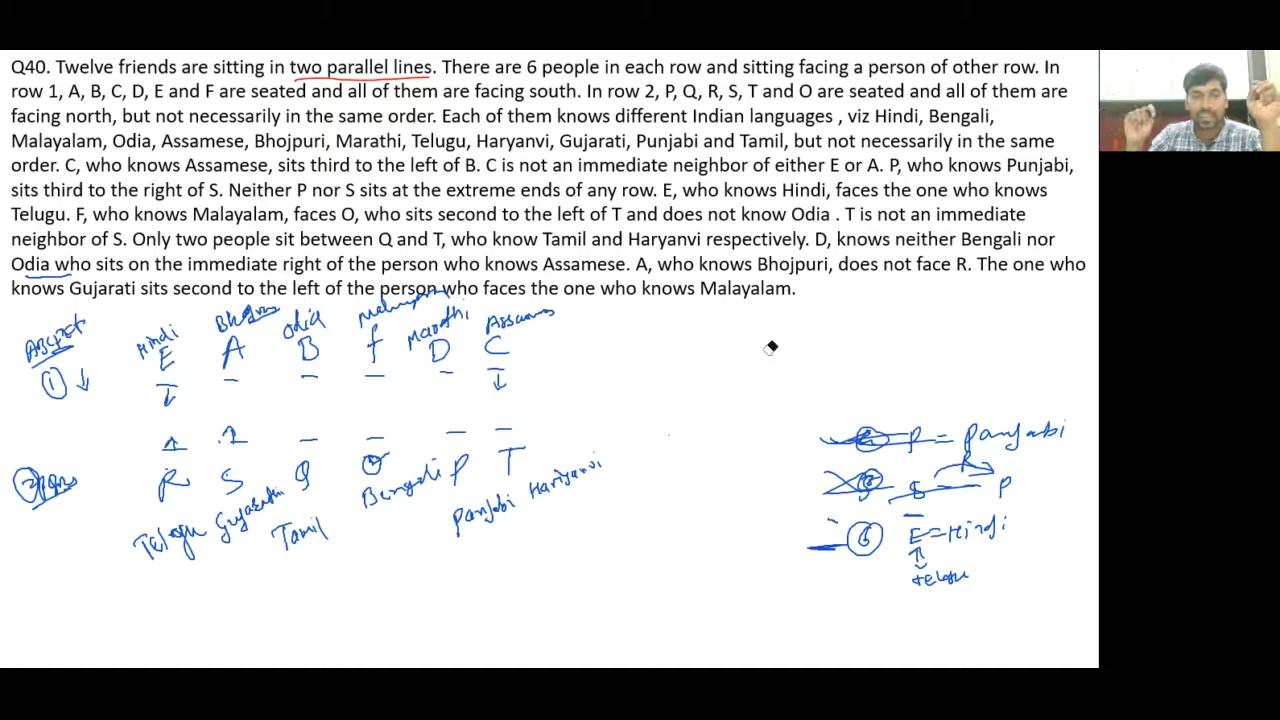 Q40. Twelve friends are sitting in two parallel lines. There are 6 people in each row and sitting facing a person of other row. In
row 1, A, B, C, D, E and F are seated and all of them are facing south. In row 2, P, Q, R, S, T and O are seated and all of them are
facing north, but not necessarily in the same order. Each of them knows different Indian languages , viz Hindi, Bengali,
Malayalam, Odia, Assamese, Bhojpuri, Marathi, Telugu, Haryanvi, Gujarati, Punjabi and Tamil, but not necessarily in the same
order. C, who knows Assamese, sits third to the left of B. C is not an immediate neighbor of either E or A. P, who knows Punjabi,
sits third to the right of S. Neither P nor S sits at the extreme ends of any row. E, who knows Hindi, faces the one who knows
Telugu. F, who knows Malayalam, faces O, who sits second to the left of T and does not know Odia . T is not an immediate
neighbor of S. Only two people sit between Q and T, who know Tamil and Haryanvi respectively. D, knows neither Bengali nor
Odia who sits on the immediate right of the person who knows Assamese. A, who knows Bhojpuri, does not face R. The one who
knows Gujarati sits second to the left of the person who faces the one who knows Malayalam.
Hindi Odia Marathi
E A B f D C
1
R S Q O P T
Telugu Tamil Bengali Panjabi Hariyanvi
P = Panjabi
S P
6 E = Hindi
telugu